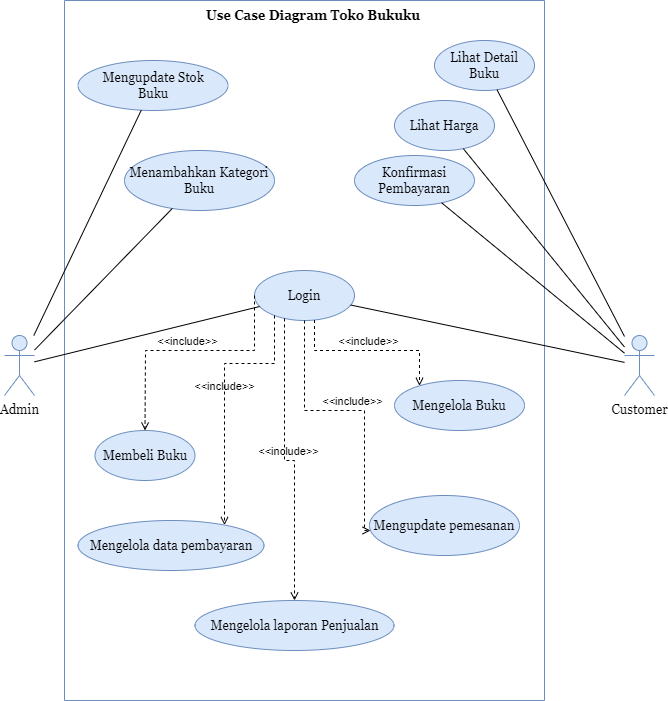 Use Case Diagram Toko Bukuku
Mengupdate Stok
Buku
Lihat Detail
Buku
Lihat Harga
Menambahkan Kategori
Buku
Konfirmasi
Pembayaran
Login
<<include>>
<<include>>
<<include>>
<<include>>
<<include>>
Admin
Customer
Mengelola Buku
Membeli Buku
Mengupdate pemesanan
Mengelola data pembayaran
Mengelola laporan Penjualan